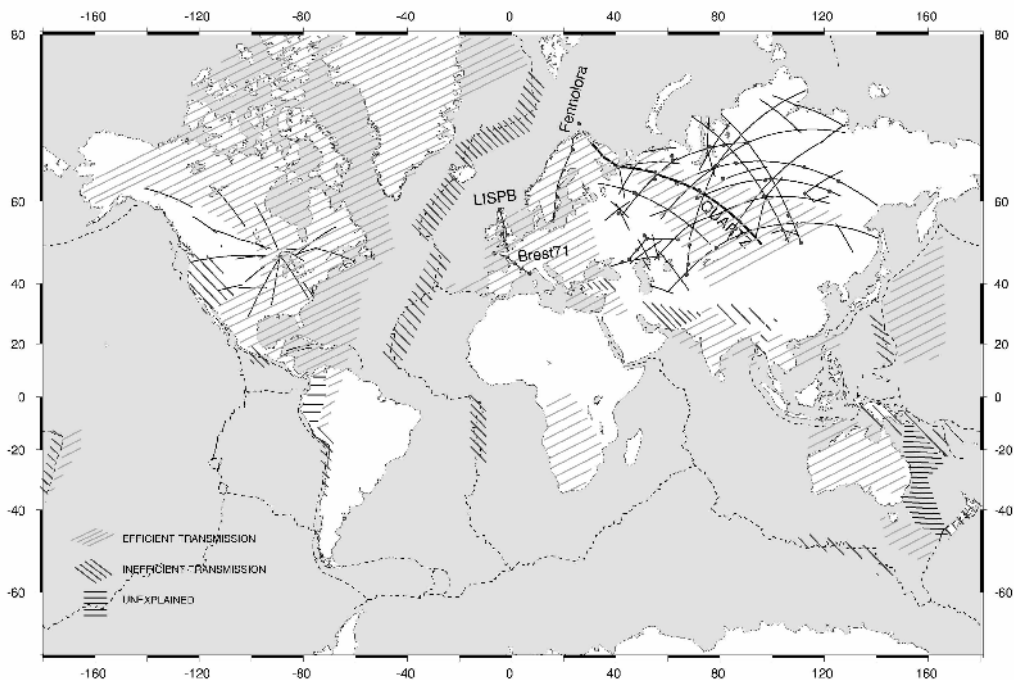 -160 -120 -80 -40 0 40 80 120 160
80 80
60 60
40 40
20 20
0 0
-20 -20
-40 -40
-60 -60
Fennolora
LISPB
QUARTZ
Brest71
EFFICIENT TRANSMISSION
INEFFICIENT TRANSMISSION
UNEXPLAINED
-160 -120 -80 -40 0 40 80 120 160